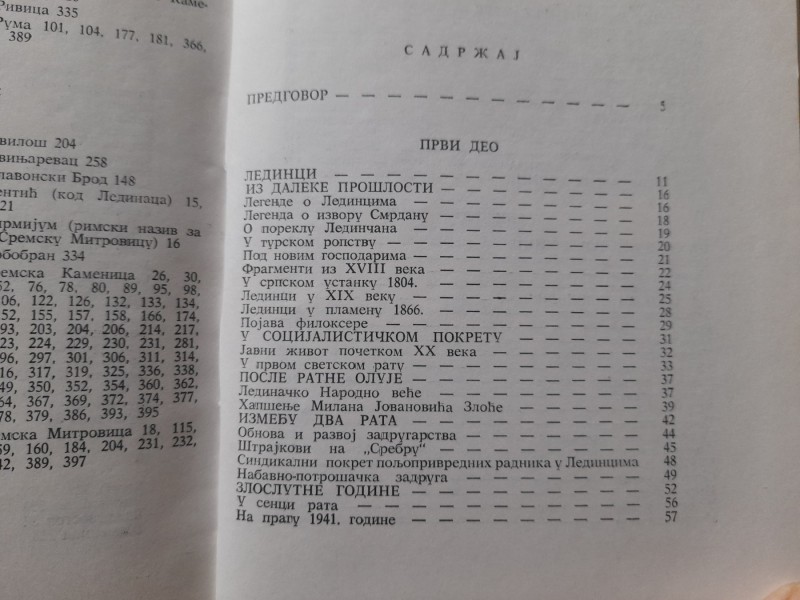 Каме-
Ривица 335
Рума 101, 104, 177, 181, 366,
389
вилош 204
вињаревац 258
лавонски Брод 148
ентић (код Лединаца) 15,
21
ирмијум (римски назив за
Сремску Митровицу) 16
обобран 334
емска Каменица 26, 30,
52, 76, 78, 80, 89, 95, 98,
06, 122, 126, 132, 133, 134,
52, 155, 157, 158, 166, 174,
93, 203, 204, 206, 214, 217,
23, 224, 229, 230, 231, 281,
96, 297, 301, 306, 311, 314,
16, 317, 319, 325, 336, 338,
49, 350, 352, 354, 360, 362,
64, 367, 369, 372, 374, 377,
78, 379, 386, 393, 395
мска Митровица 18, 115,
59, 160, 184, 204, 231, 232,
42, 389, 397
САДРЖАЈ
ПРЕДГОВОР — — — — — — — — — — — — 5
ПРВИ ДЕО
ЛЕДИНЦИ — — — — — — — — — — — — 11
ИЗ ДАЛЕКЕ ПРОШЛОСТИ — — — — — — — — 16
Легенде о Лединцима — — — — — — — — 16
Легенда о извору Смрдану — — — — — — — — 18
О пореклу Лединчана — — — — — — — — 19
У турском ропству — — — — — — — — — 20
Под новим господарима — — — — — — — — 21
Фрагменти из XVIII века — — — — — — — — 22
У српском устанку 1804. — — — — — — — — 24
Лединци у XIX веку — — — — — — — — — 25
Лединци у пламену 1866. — — — — — — — — 28
Појава филоксере — — — — — — — — — 29
У СОЦИЈАЛИСТИЧКОМ ПОКРЕТУ — — — — — 31
Јавни живот почетком XX века — — — — — — 32
У првом светском рату — — — — — — — — 33
ПОСЛЕ РАТНЕ ОЛУЈЕ — — — — — — — — 37
Лединачко Народно веће — — — — — — — — 37
Хапшење Милана Јовановића Злоће — — — — — 39
ИЗМЕЂУ ДВА РАТА — — — — — — — — — 42
Обнова и развој задругарства — — — — — — — 44
Штрајкови на „Сребру“ — — — — — — — — 45
Синдикални покрет пољопривредних радника у Лединцима 48
Набавно-потрошачка задруга — — — — — — — 49
ЗЛОСЛУТНЕ ГОДИНЕ — — — — — — — — 52
У сенци рата — — — — — — — — — — 56
На прагу 1941. године — — — — — — — — 57